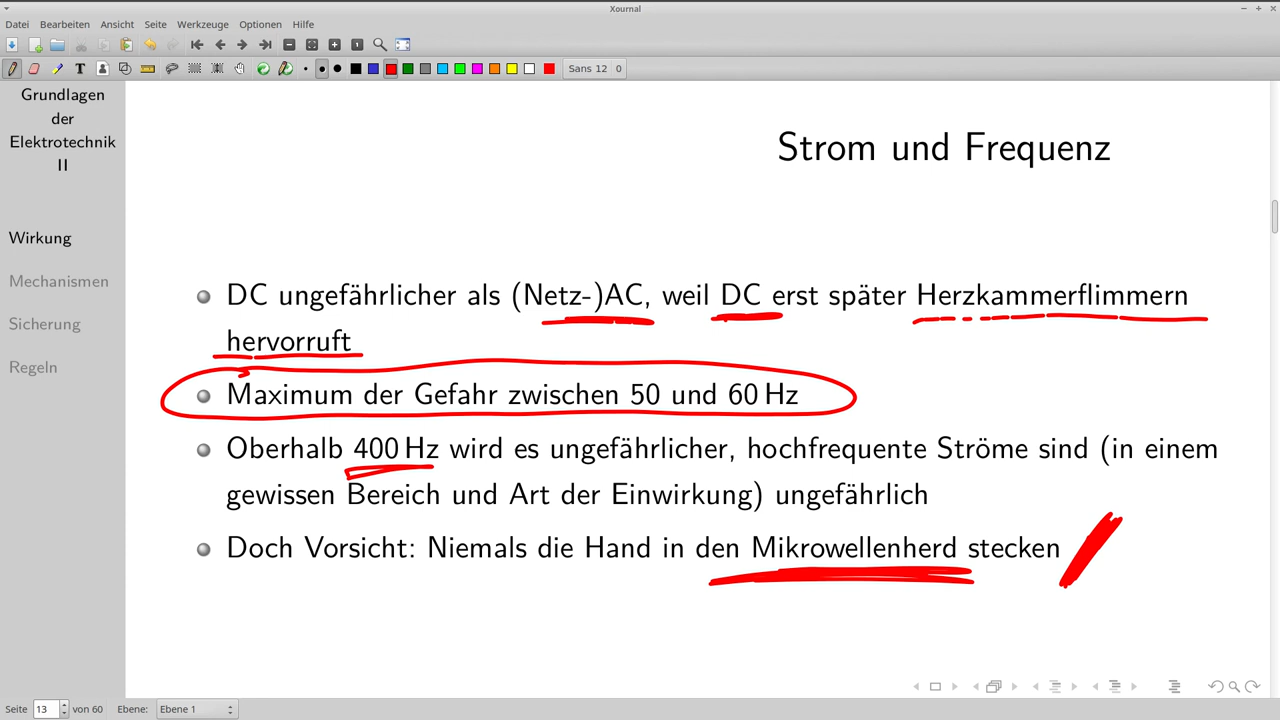 Xournal
Datei Bearbeiten Ansicht Seite Werkzeuge Optionen Hilfe
Sans 12 0
Grundlagen
der
Elektrotechnik
II
Wirkung
Mechanismen
Sicherung
Regeln
Strom und Frequenz
DC ungefährlicher als (Netz-)AC, weil DC erst später Herzkammerflimmern
hervorruft
Maximum der Gefahr zwischen 50 und 60 Hz
Oberhalb 400 Hz wird es ungefährlicher, hochfrequente Ströme sind (in einem
gewissen Bereich und Art der Einwirkung) ungefährlich
Doch Vorsicht: Niemals die Hand in den Mikrowellenherd stecken
Seite 13 von 60 Ebene: Ebene 1